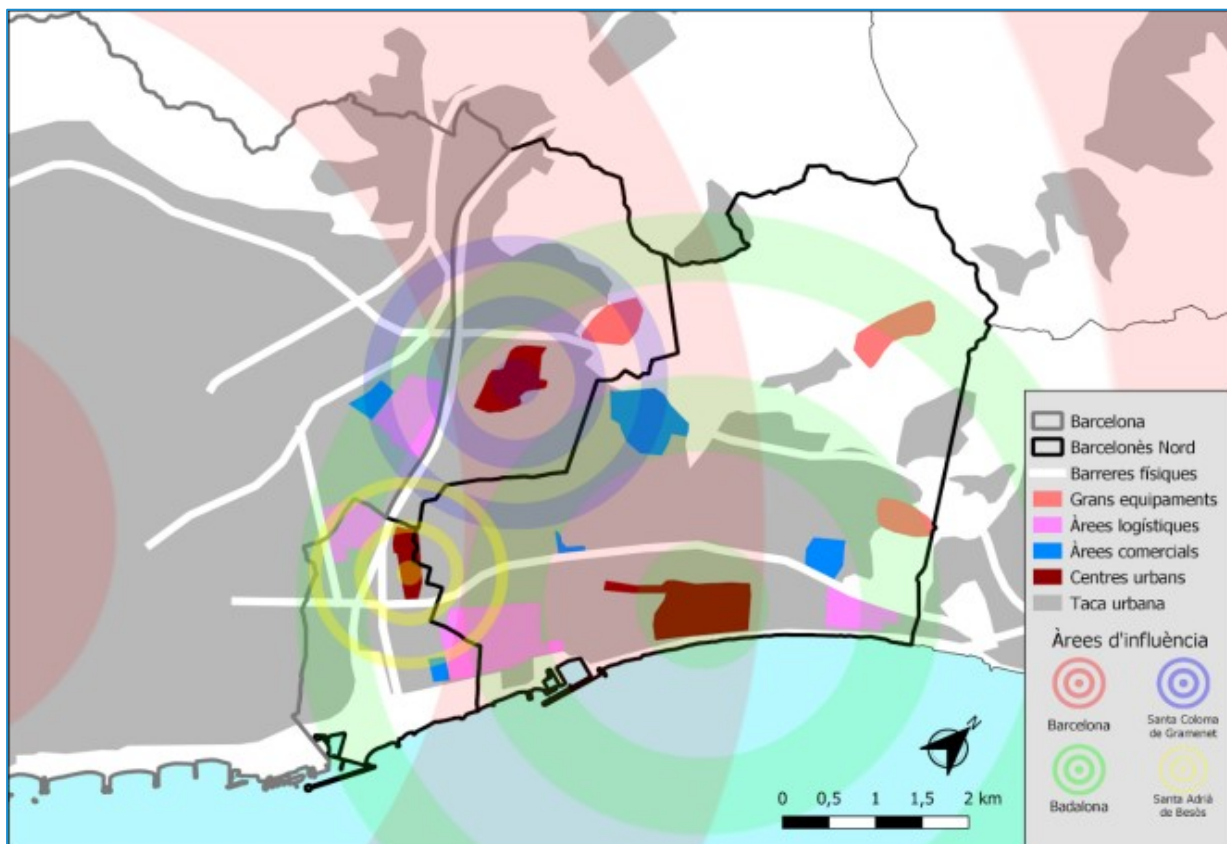 Barcelona
Barcelonès Nord
Barreres físiques
Grans equipaments
Àrees logístiques
Àrees comercials
Centres urbans
Taca urbana
Àrees d'influència
Barcelona
Santa Coloma
de Gramenet
Badalona
Santa Adrià
de Besòs
N
0 0,5 1 1,5 2 km